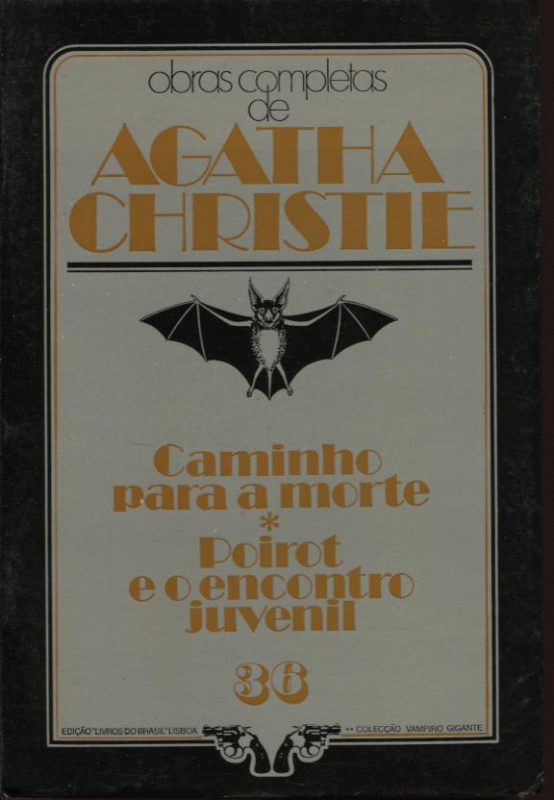 obras completas
de
AGATHA
CHRISTIE
Caminho
para a morte
*
Poirot
e o encontro
juvenil
36
EDIÇÃO "LIVROS DO BRASIL" LISBOA
•• COLECÇÃO VAMPIRO GIGANTE